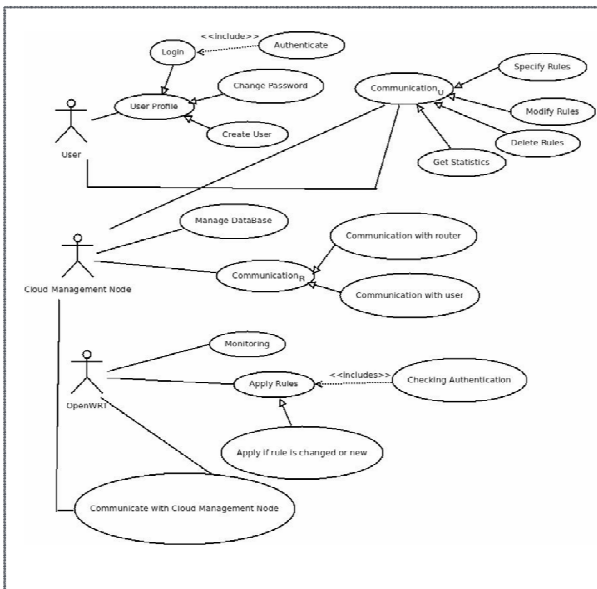 <<include>>
Login
Authenticate
Specify Rules
Change Password
Communication_U
User Profile
Modify Rules
Create User
Delete Rules
User
Get Statistics
Manage DataBase
Communication with router
Communication_R
Cloud Management Node
Communication with user
Monitoring
<<includes>>
Apply Rules
Checking Authentication
OpenWRT
Apply if rule is changed or new
Communicate with Cloud Management Node